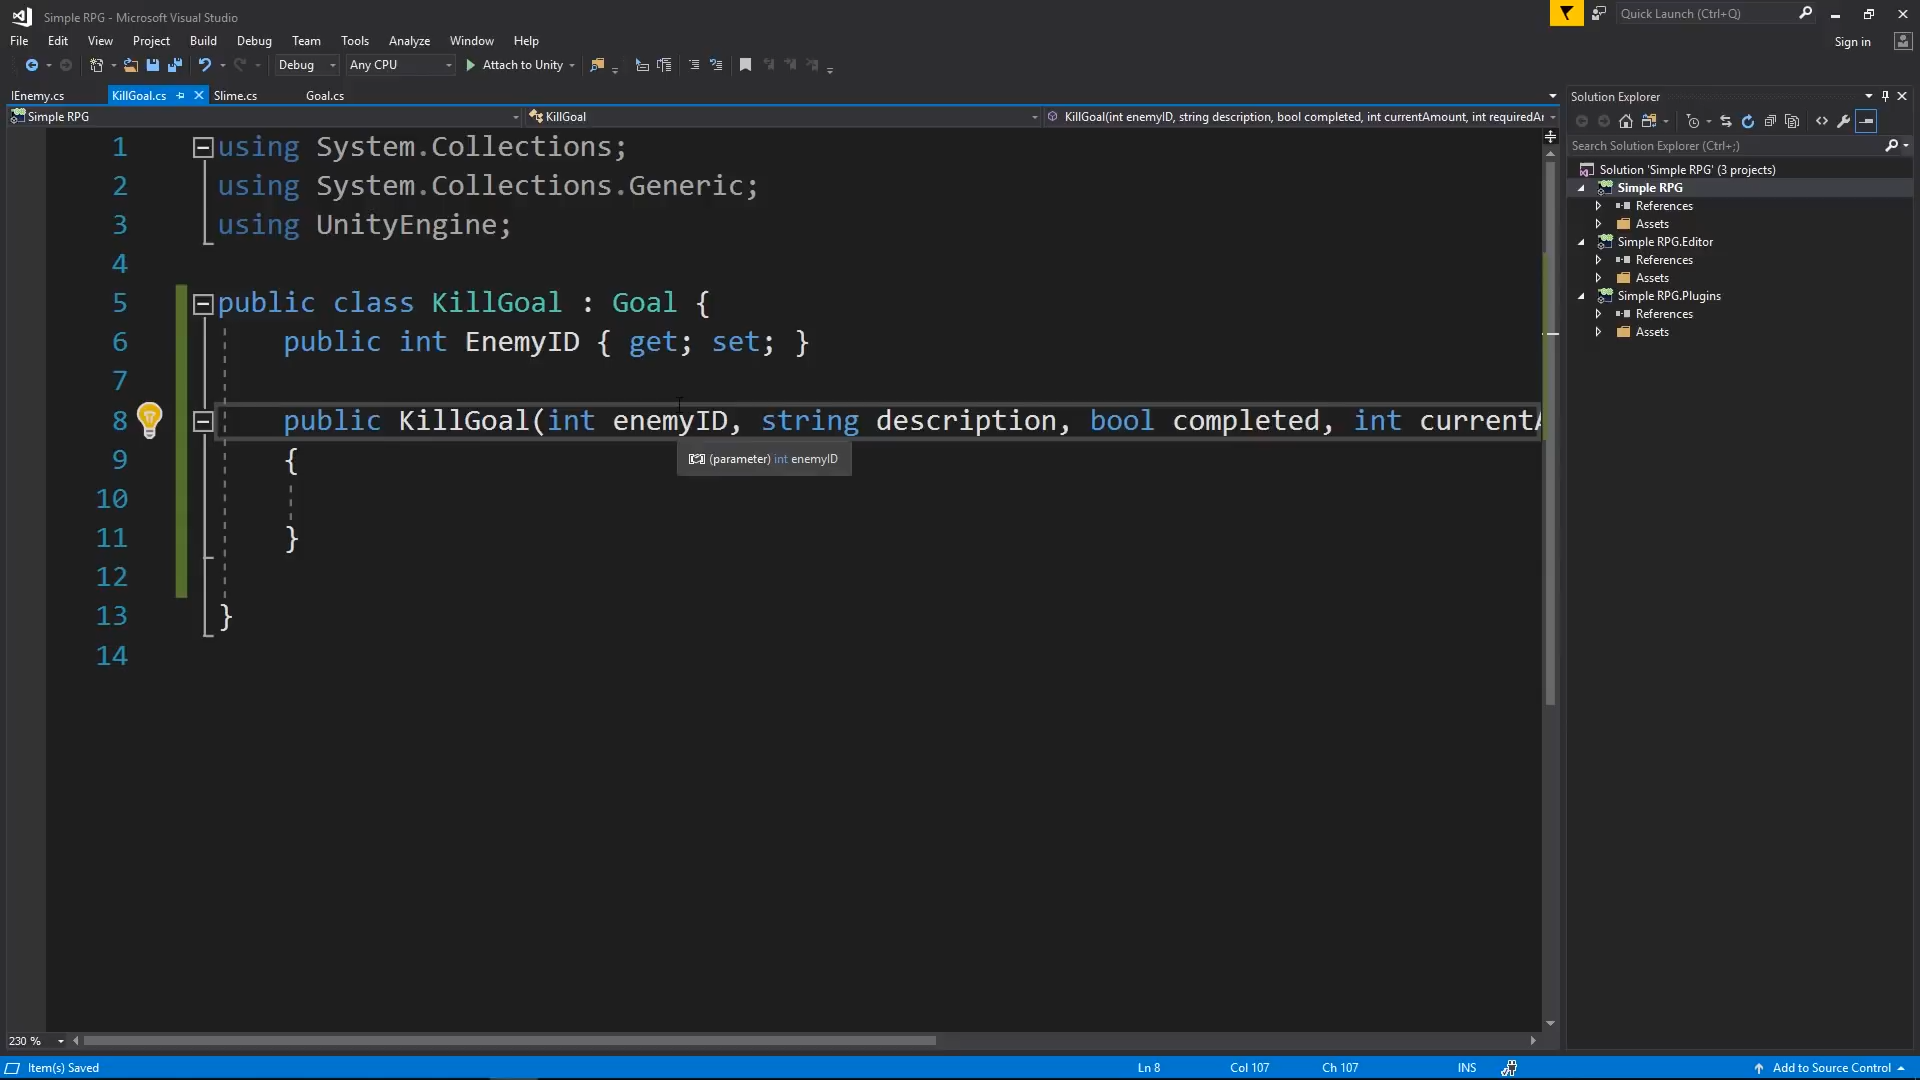 Simple RPG - Microsoft Visual Studio
Quick Launch (Ctrl+Q)
File Edit View Project Build Debug Team Tools Analyze Window Help
Sign in
Debug Any CPU Attach to Unity
IEnemy.cs KillGoal.cs Slime.cs Goal.cs
Simple RPG KillGoal KillGoal(int enemyID, string description, bool completed, int currentAmount, int requiredAr
1 using System.Collections;
2 using System.Collections.Generic;
3 using UnityEngine;
4
5 public class KillGoal : Goal {
6 public int EnemyID { get; set; }
7
8 public KillGoal(int enemyID, string description, bool completed, int currentA
(parameter) int enemyID
9 {
10
11 }
12
13 }
14
Solution Explorer
Search Solution Explorer (Ctrl+;)
Solution 'Simple RPG' (3 projects)
Simple RPG
References
Assets
Simple RPG.Editor
References
Assets
Simple RPG.Plugins
References
Assets
230 %
Item(s) Saved Ln 8 Col 107 Ch 107 INS Add to Source Control